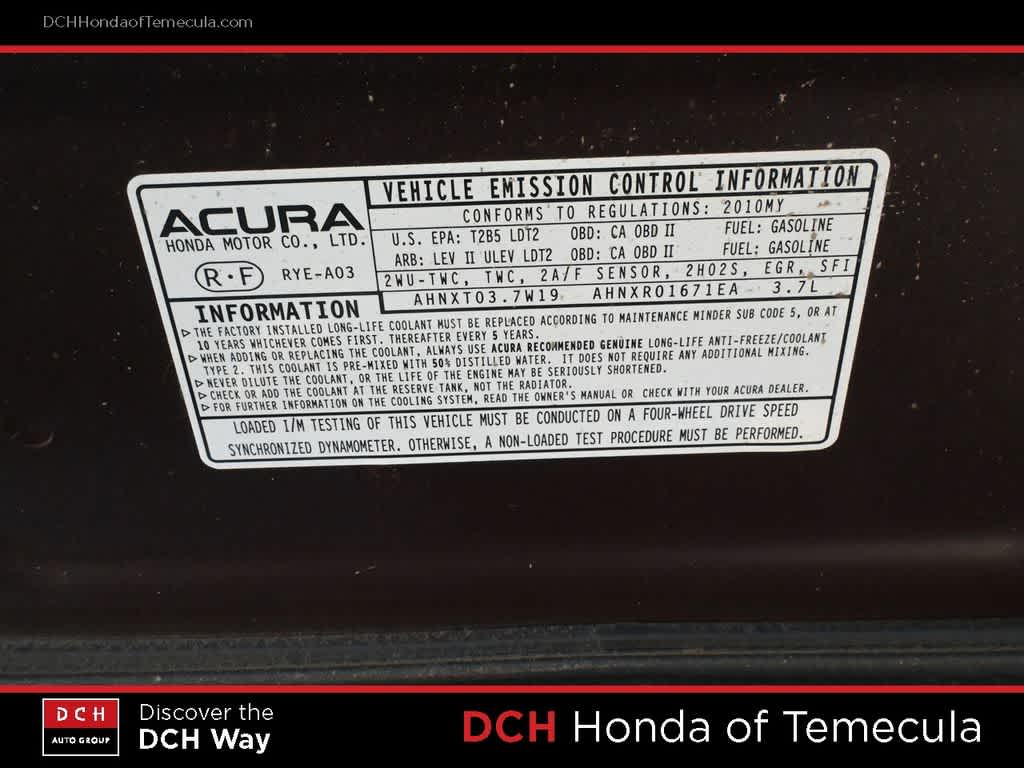 DCHHondaofTemecula.com
ACURA
HONDA MOTOR CO., LTD.
R·F RYE-A03
VEHICLE EMISSION CONTROL INFORMATION
CONFORMS TO REGULATIONS: 2010MY
U.S. EPA: T2B5 LDT2 OBD: CA OBD II FUEL: GASOLINE
ARB: LEV II ULEV LDT2 OBD: CA OBD II FUEL: GASOLINE
2WU-TWC, TWC, 2A/F SENSOR, 2HO2S, EGR, SFI
AHNXT03.7W19 AHNXR0167IEA 3.7L
INFORMATION
▷ THE FACTORY INSTALLED LONG-LIFE COOLANT MUST BE REPLACED ACCORDING TO MAINTENANCE MINDER SUB CODE 5, OR AT
10 YEARS WHICHEVER COMES FIRST. THEREAFTER EVERY 5 YEARS.
▷ WHEN ADDING OR REPLACING THE COOLANT, ALWAYS USE ACURA RECOMMENDED GENUINE LONG-LIFE ANTI-FREEZE/COOLANT
TYPE 2. THIS COOLANT IS PRE-MIXED WITH 50% DISTILLED WATER. IT DOES NOT REQUIRE ANY ADDITIONAL MIXING.
▷ NEVER DILUTE THE COOLANT, OR THE LIFE OF THE ENGINE MAY BE SERIOUSLY SHORTENED.
▷ CHECK OR ADD THE COOLANT AT THE RESERVE TANK, NOT THE RADIATOR.
▷ FOR FURTHER INFORMATION ON THE COOLING SYSTEM, READ THE OWNER'S MANUAL OR CHECK WITH YOUR ACURA DEALER.
LOADED I/M TESTING OF THIS VEHICLE MUST BE CONDUCTED ON A FOUR-WHEEL DRIVE SPEED
SYNCHRONIZED DYNAMOMETER. OTHERWISE, A NON-LOADED TEST PROCEDURE MUST BE PERFORMED.
DCH
AUTO GROUP
Discover the
DCH Way
DCH Honda of Temecula